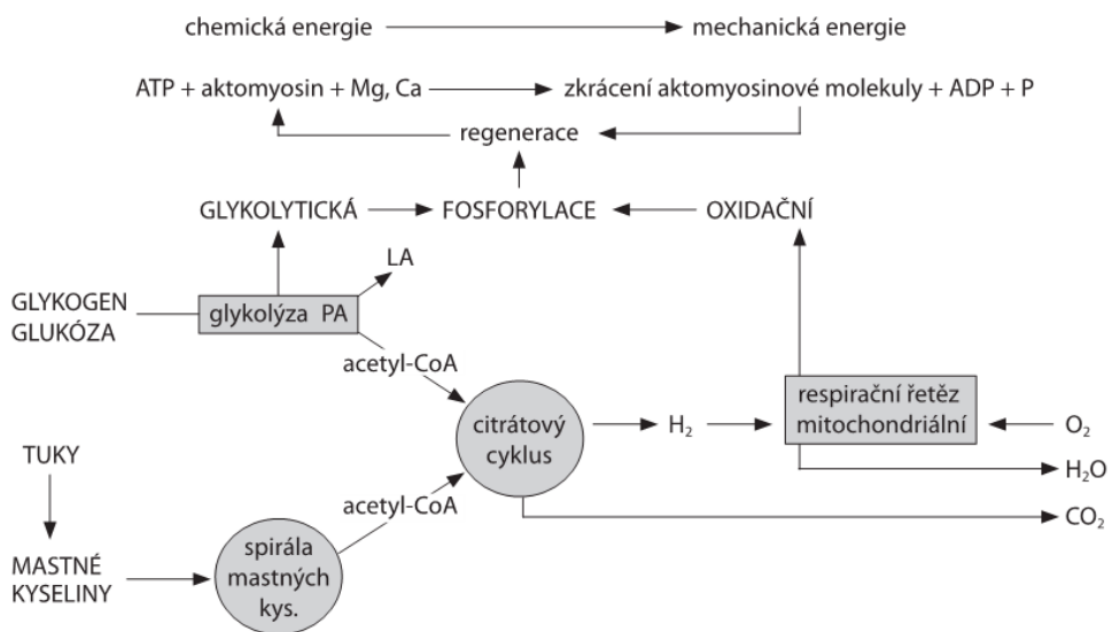 chemická energie mechanická energie
ATP + aktomyosin + Mg, Ca zkrácení aktomyosinové molekuly + ADP + P
regenerace
GLYKOLYTICKÁ FOSFORYLACE OXIDAČNÍ
LA
GLYKOGEN
GLUKÓZA
glykolýza PA
acetyl-CoA
citrátový
cyklus
H₂
respirační řetěz
mitochondriální
O₂
H₂O
CO₂
TUKY
acetyl-CoA
MASTNÉ
KYSELINY
spirála
mastných
kys.